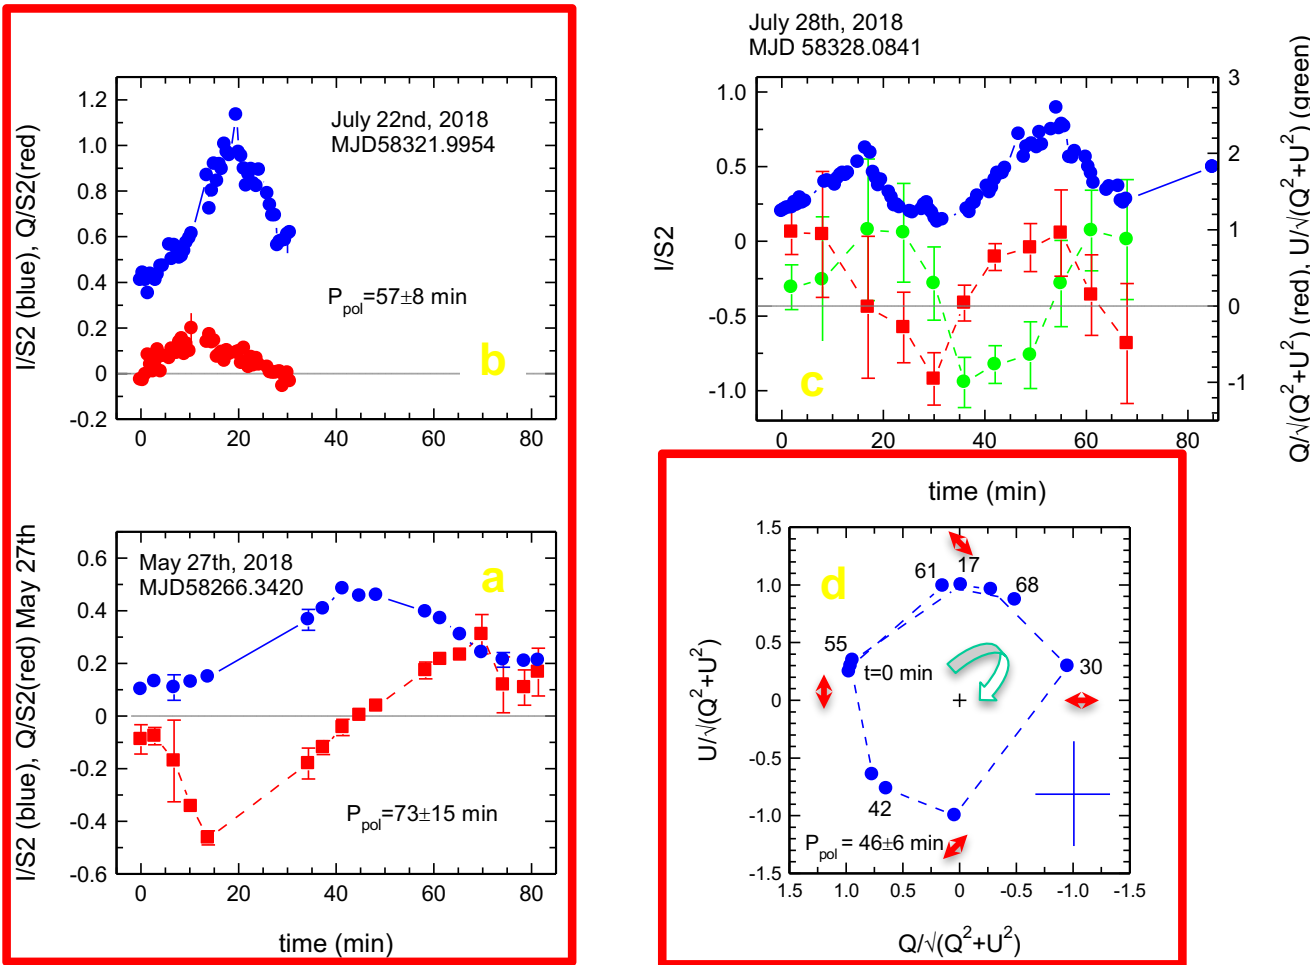 July 22nd, 2018
MJD58321.9954
I/S2 (blue), Q/S2(red)
1.2
1.0
0.8
0.6
0.4
0.2
0
-0.2
P_pol=57±8 min
b
0 20 40 60 80
I/S2 (blue), Q/S2(red) May 27th
May 27th, 2018
MJD58266.3420
a
0.6
0.4
0.2
0
-0.2
-0.4
-0.6
P_pol=73±15 min
0 20 40 60 80
time (min)
July 28th, 2018
MJD 58328.0841
I/S2
1.0
0.5
0
-0.5
-1.0
3
2
1
0
-1
Q/√(Q²+U²) (red), U/√(Q²+U²) (green)
c
0 20 40 60 80
time (min)
U/√(Q²+U²)
1.5
1.0
0.5
0
-0.5
-1.0
-1.5
d
61
17
68
55
t=0 min
30
42
P_pol = 46±6 min
1.5 1.0 0.5 0 -0.5 -1.0 -1.5
Q/√(Q²+U²)